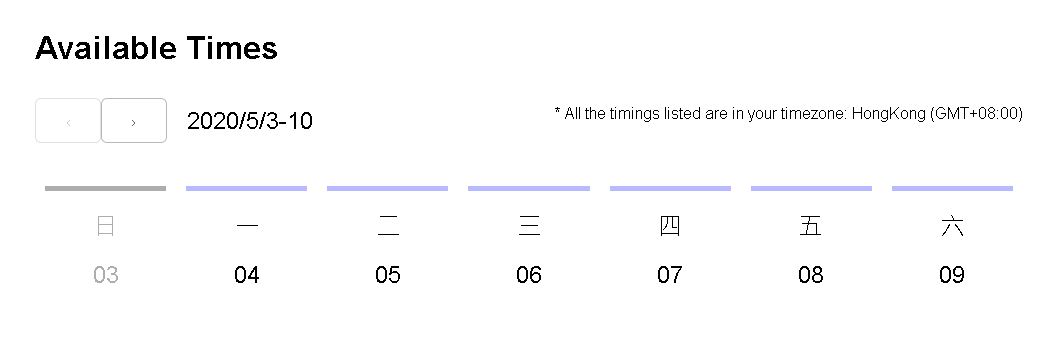 Available Times
‹ › 2020/5/3-10
* All the timings listed are in your timezone: HongKong (GMT+08:00)
日 一 二 三 四 五 六
03 04 05 06 07 08 09